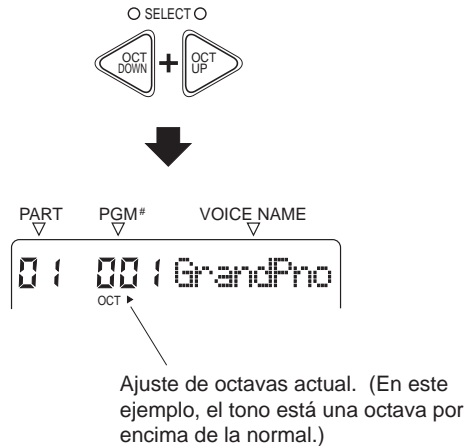 SELECT
OCT DOWN + OCT UP
PART PGM# VOICE NAME
01 001 GrandPno
OCT
Ajuste de octavas actual. (En este
ejemplo, el tono está una octava por
encima de la normal.)